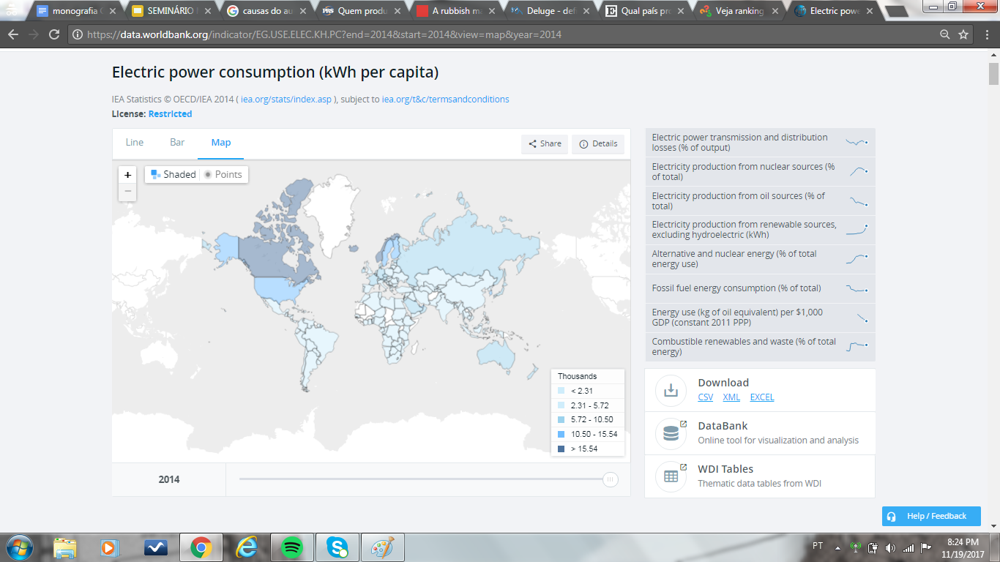 monografia
SEMINÁRIO
causas do au
Quem produ
A rubbish m
Deluge - def
Qual país pr
Veja ranking
Electric powe
https://data.worldbank.org/indicator/EG.USE.ELEC.KH.PC?end=2014&start=2014&view=map&year=2014
Electric power consumption (kWh per capita)
IEA Statistics © OECD/IEA 2014 ( iea.org/stats/index.asp ), subject to iea.org/t&c/termsandconditions
License: Restricted
Line Bar Map Share Details
+ Shaded Points
−
Thousands
< 2.31
2.31 - 5.72
5.72 - 10.50
10.50 - 15.54
> 15.54
2014
Electric power transmission and distribution
losses (% of output)
Electricity production from nuclear sources (%
of total)
Electricity production from oil sources (% of
total)
Electricity production from renewable sources,
excluding hydroelectric (kWh)
Alternative and nuclear energy (% of total
energy use)
Fossil fuel energy consumption (% of total)
Energy use (kg of oil equivalent) per $1,000
GDP (constant 2011 PPP)
Combustible renewables and waste (% of total
energy)
Download
CSV XML EXCEL
DataBank
Online tool for visualization and analysis
WDI Tables
Thematic data tables from WDI
Help / Feedback
PT
8:24 PM
11/19/2017